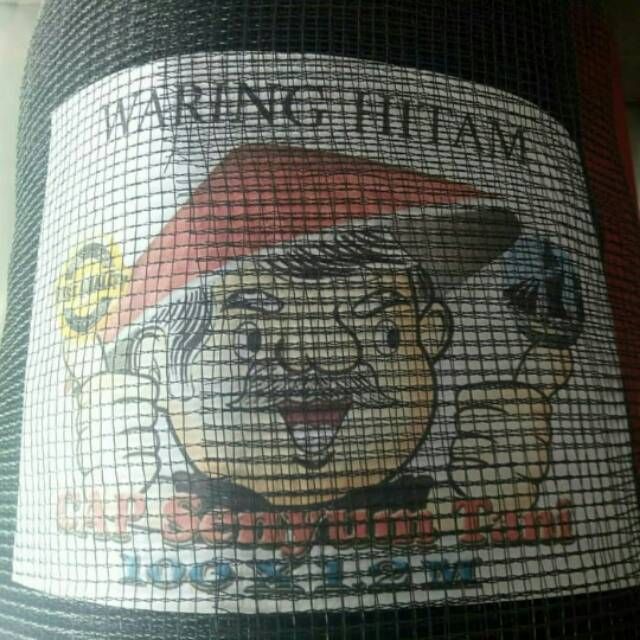 WARING HITAM
CAP Senyum Tani
100 X 1,2 M